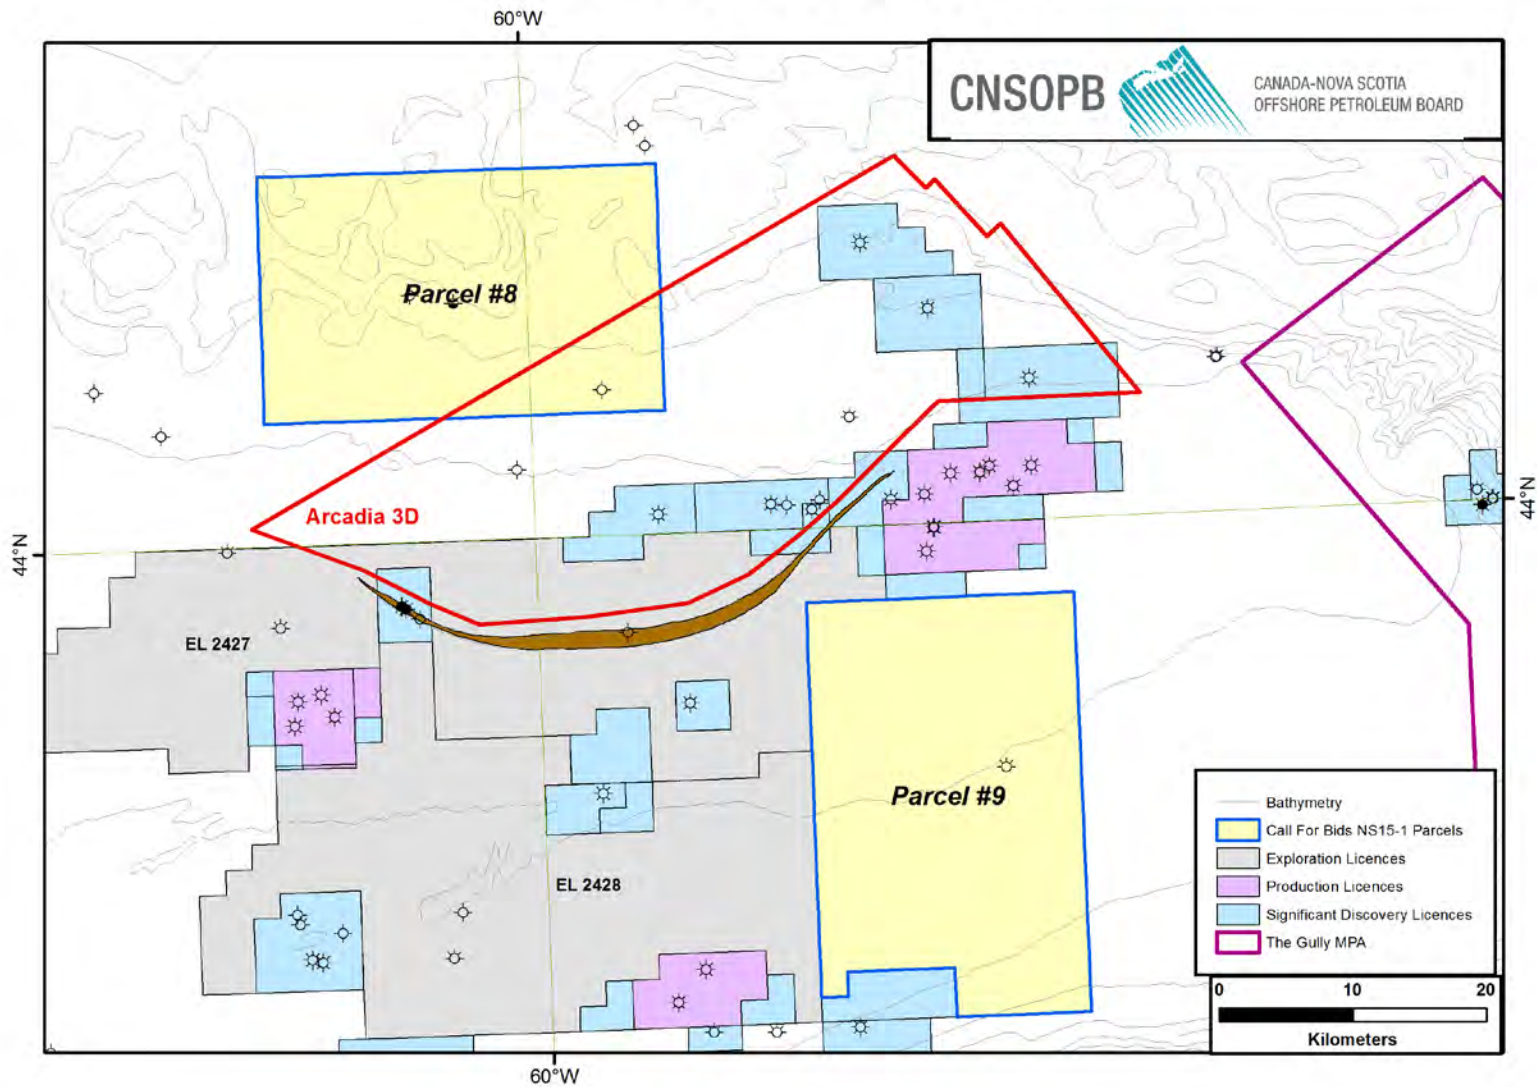 60°W
CNSOPB
CANADA-NOVA SCOTIA
OFFSHORE PETROLEUM BOARD
Parcel #8
Arcadia 3D
44°N
44°N
EL 2427
Parcel #9
EL 2428
Bathymetry
Call For Bids NS15-1 Parcels
Exploration Licences
Production Licences
Significant Discovery Licences
The Gully MPA
0 10 20
Kilometers
60°W